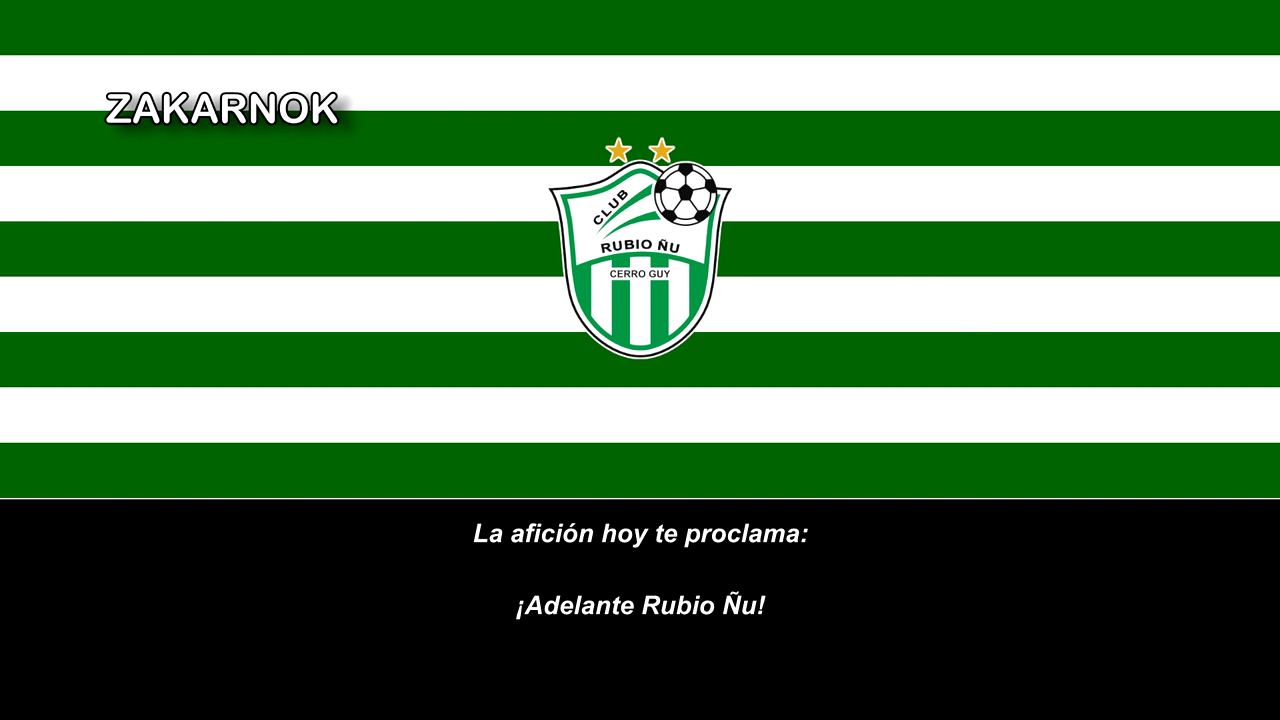 ZAKARNOK
CLUB
RUBIO ÑU
CERRO GUY
La afición hoy te proclama:
¡Adelante Rubio Ñu!